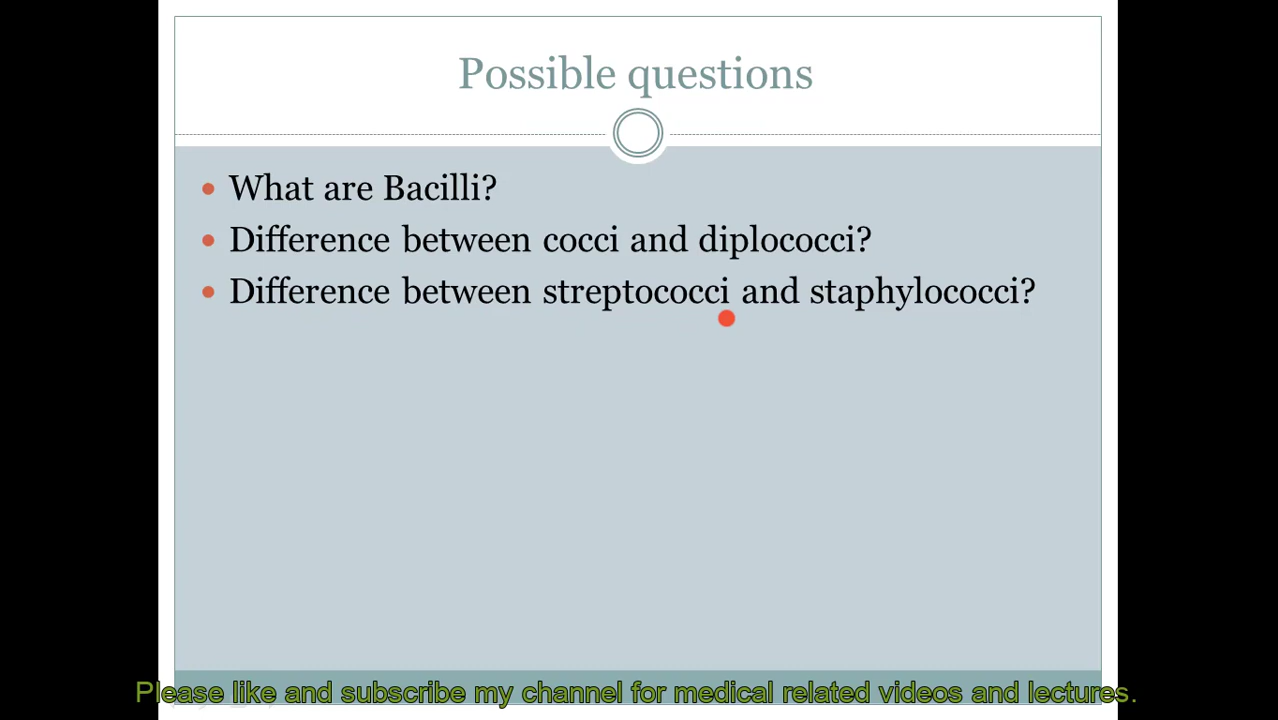 Possible questions
What are Bacilli?
Difference between cocci and diplococci?
Difference between streptococci and staphylococci?
Please like and subscribe my channel for medical related videos and lectures.